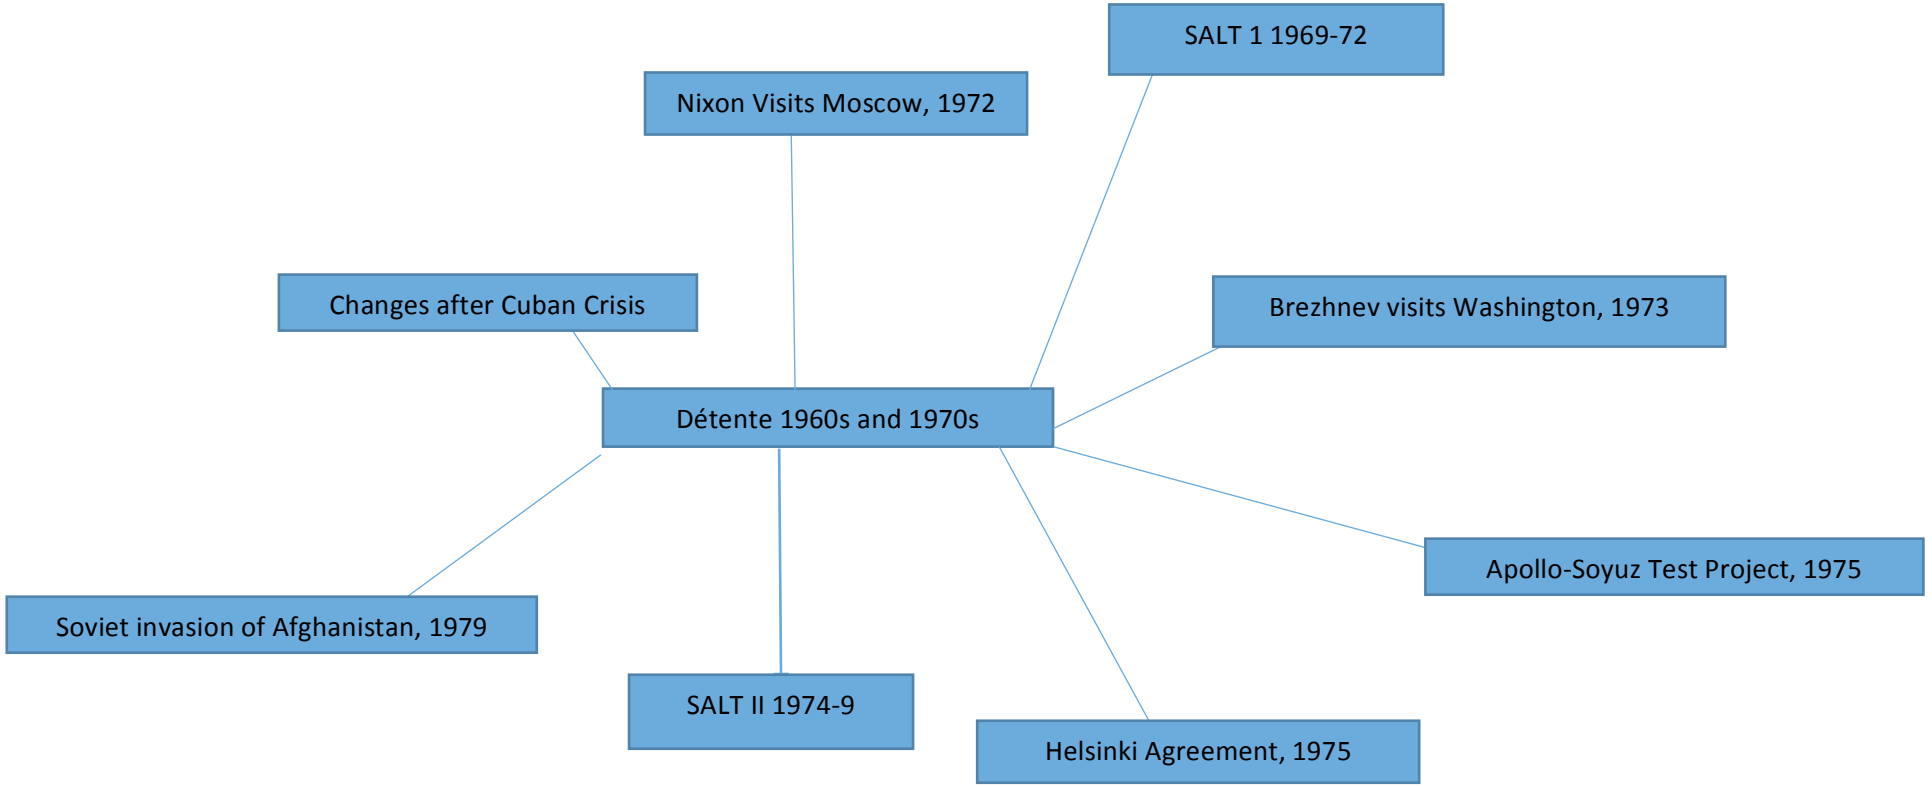 SALT 1 1969-72
Nixon Visits Moscow, 1972
Changes after Cuban Crisis
Brezhnev visits Washington, 1973
Détente 1960s and 1970s
Apollo-Soyuz Test Project, 1975
Soviet invasion of Afghanistan, 1979
SALT II 1974-9
Helsinki Agreement, 1975